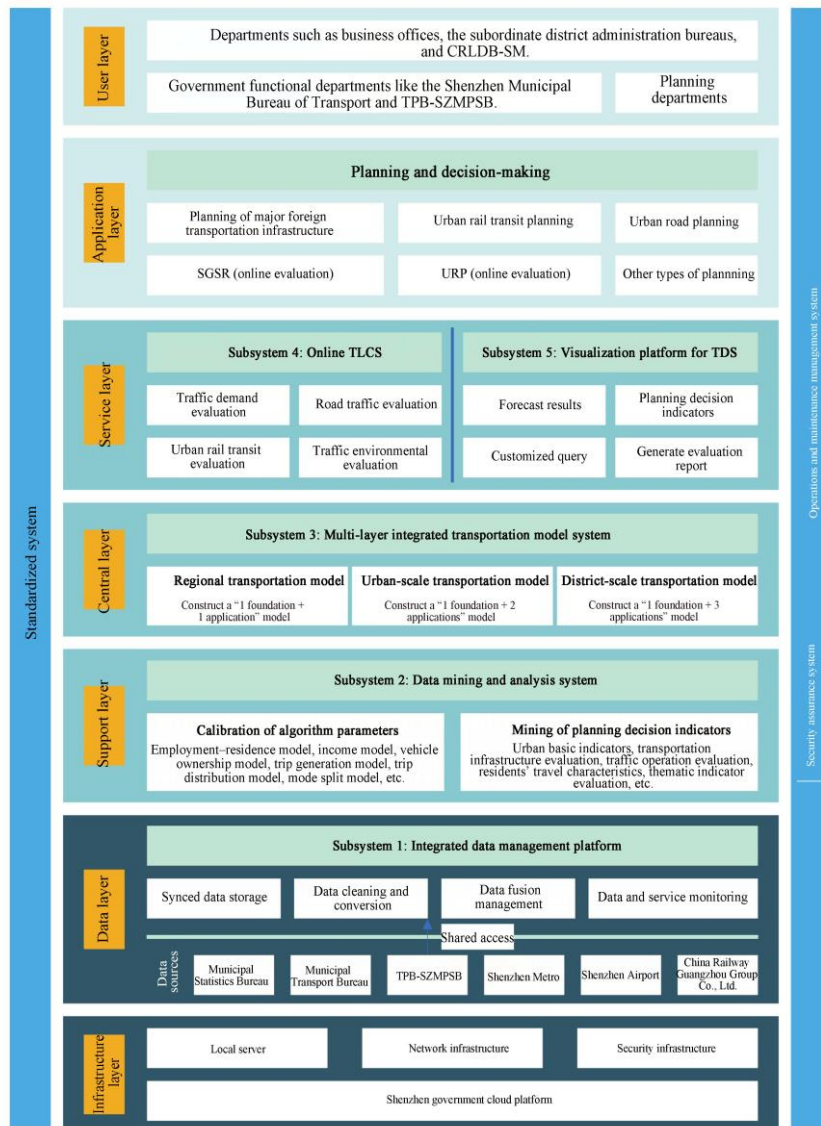 Standardized system
User layer
Departments such as business offices, the subordinate district administration bureaus,
and CRLDB-SM.
Government functional departments like the Shenzhen Municipal
Bureau of Transport and TPB-SZMPSB.
Planning
departments
Application
layer
Planning and decision-making
Planning of major foreign
transportation infrastructure
Urban rail transit planning
Urban road planning
SGSR (online evaluation)
URP (online evaluation)
Other types of plannning
Service layer
Subsystem 4: Online TLCS
Traffic demand
evaluation
Road traffic evaluation
Urban rail transit
evaluation
Traffic environmental
evaluation
Subsystem 5: Visualization platform for TDS
Forecast results
Planning decision
indicators
Customized query
Generate evaluation
report
Central layer
Subsystem 3: Multi-layer integrated transportation model system
Regional transportation model
Construct a “1 foundation +
1 application” model
Urban-scale transportation model
Construct a “1 foundation + 2
applications” model
District-scale transportation model
Construct a “1 foundation + 3
applications” model
Support layer
Subsystem 2: Data mining and analysis system
Calibration of algorithm parameters
Employment–residence model, income model, vehicle
ownership model, trip generation model, trip
distribution model, mode split model, etc.
Mining of planning decision indicators
Urban basic indicators, transportation
infrastructure evaluation, traffic operation evaluation,
residents’ travel characteristics, thematic indicator
evaluation, etc.
Data layer
Subsystem 1: Integrated data management platform
Synced data storage
Data cleaning and
conversion
Data fusion
management
Data and service monitoring
Shared access
Data
sources
Municipal
Statistics Bureau
Municipal
Transport Bureau
TPB-SZMPSB
Shenzhen Metro
Shenzhen Airport
China Railway
Guangzhou Group
Co., Ltd.
Infrastructure
layer
Local server
Network infrastructure
Security infrastructure
Shenzhen government cloud platform
Operations and maintenance management system
Security assurance system